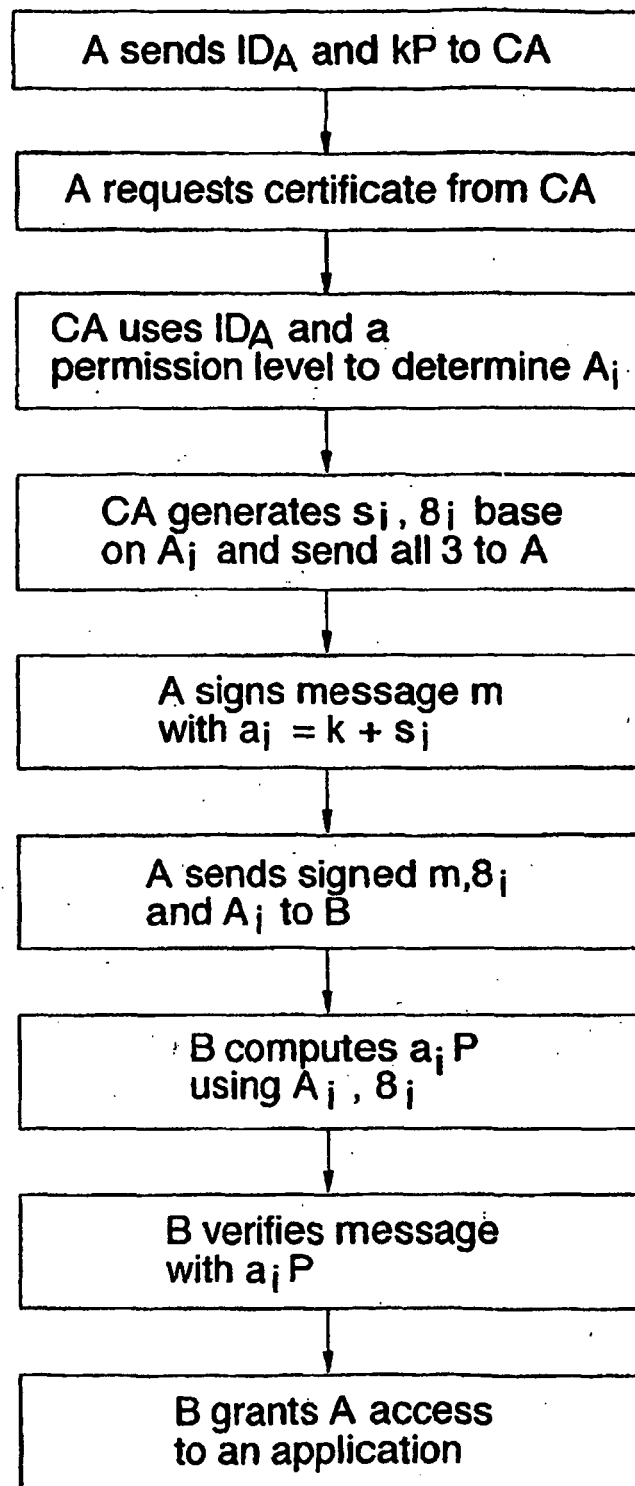 A sends IDA and kP to CA
A requests certificate from CA
CA uses IDA and a
permission level to determine Ai
CA generates si, 8i base
on Ai and send all 3 to A
A signs message m
with ai = k + si
A sends signed m,8i
and Ai to B
B computes aiP
using Ai, 8i
B verifies message
with aiP
B grants A access
to an application